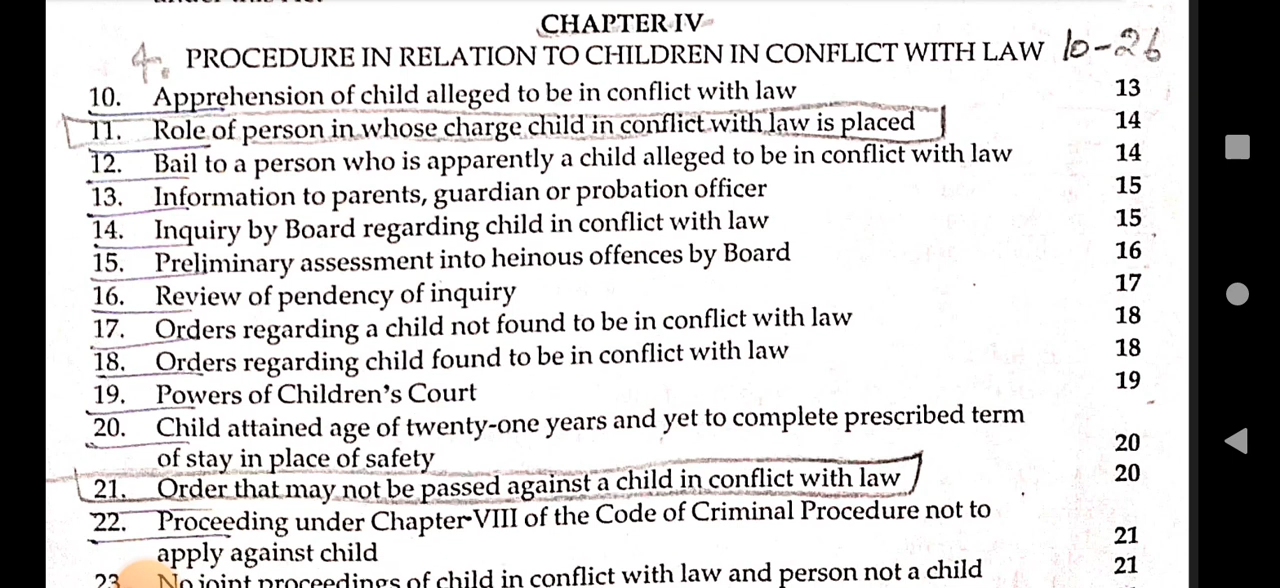 CHAPTER IV
4. PROCEDURE IN RELATION TO CHILDREN IN CONFLICT WITH LAW 10-26
10. Apprehension of child alleged to be in conflict with law 13
11. Role of person in whose charge child in conflict with law is placed 14
12. Bail to a person who is apparently a child alleged to be in conflict with law 14
13. Information to parents, guardian or probation officer 15
14. Inquiry by Board regarding child in conflict with law 15
15. Preliminary assessment into heinous offences by Board 16
16. Review of pendency of inquiry 17
17. Orders regarding a child not found to be in conflict with law 18
18. Orders regarding child found to be in conflict with law 18
19. Powers of Children's Court 19
20. Child attained age of twenty-one years and yet to complete prescribed term
of stay in place of safety 20
21. Order that may not be passed against a child in conflict with law 20
22. Proceeding under Chapter VIII of the Code of Criminal Procedure not to
apply against child 21
23. No joint proceedings of child in conflict with law and person not a child 21